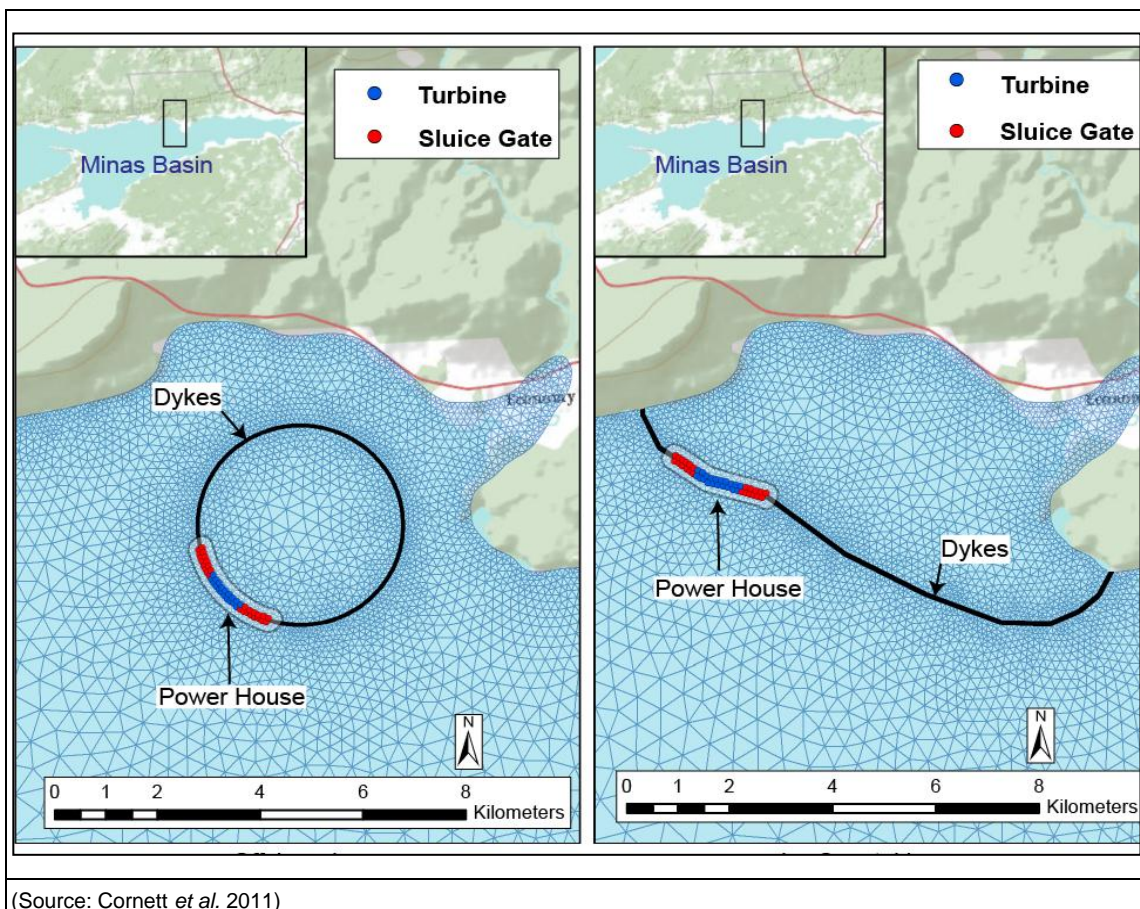 Turbine
Sluice Gate
Minas Basin
Dykes
Power House
N
0 1 2 4 6 8
Kilometers
Turbine
Sluice Gate
Minas Basin
Dykes
Power House
N
0 1 2 4 6 8
Kilometers
(Source: Cornett et al. 2011)